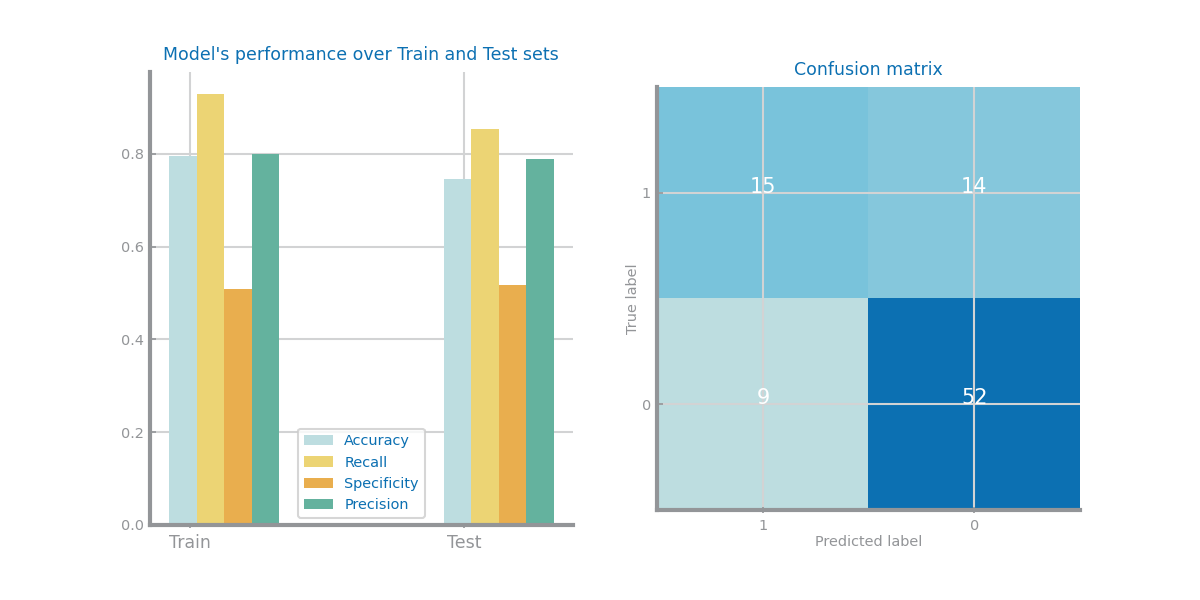 Model's performance over Train and Test sets
0.8
0.6
0.4
0.2
0.0
Train
Test
Accuracy
Recall
Specificity
Precision
Confusion matrix
True label
1
0
15
14
9
52
1
0
Predicted label